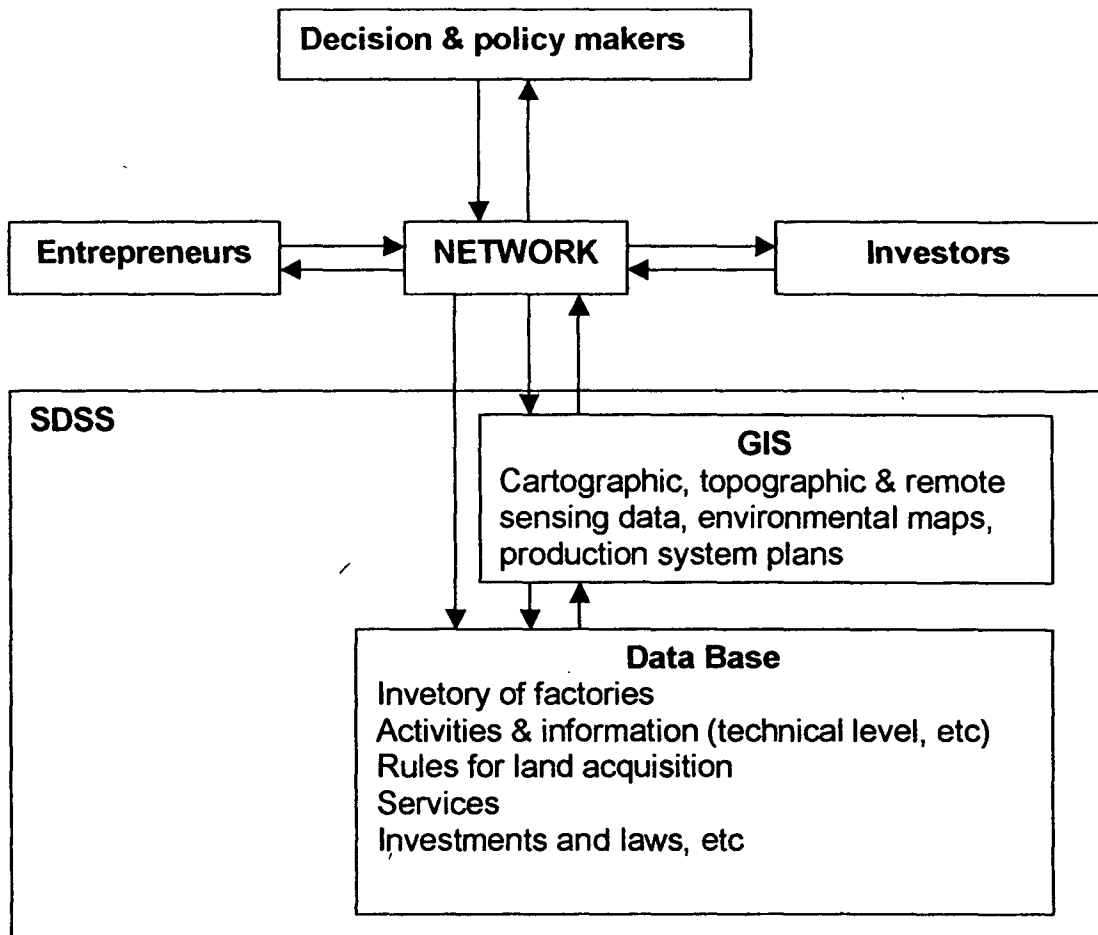 Decision & policy makers
Entrepreneurs
NETWORK
Investors
SDSS
GIS
Cartographic, topographic & remote
sensing data, environmental maps,
production system plans
Data Base
Invetory of factories
Activities & information (technical level, etc)
Rules for land acquisition
Services
Investments and laws, etc